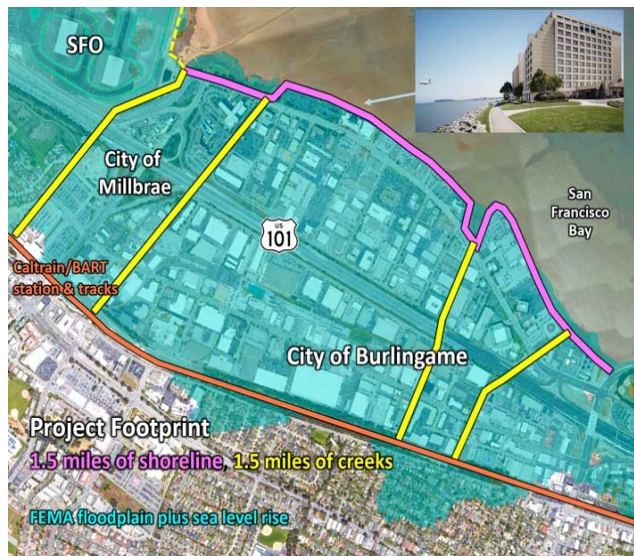 SFO
City of
Millbrae
US
101
San
Francisco
Bay
Caltrain/BART
station & tracks
City of Burlingame
Project Footprint
1.5 miles of shoreline, 1.5 miles of creeks
FEMA floodplain plus sea level rise